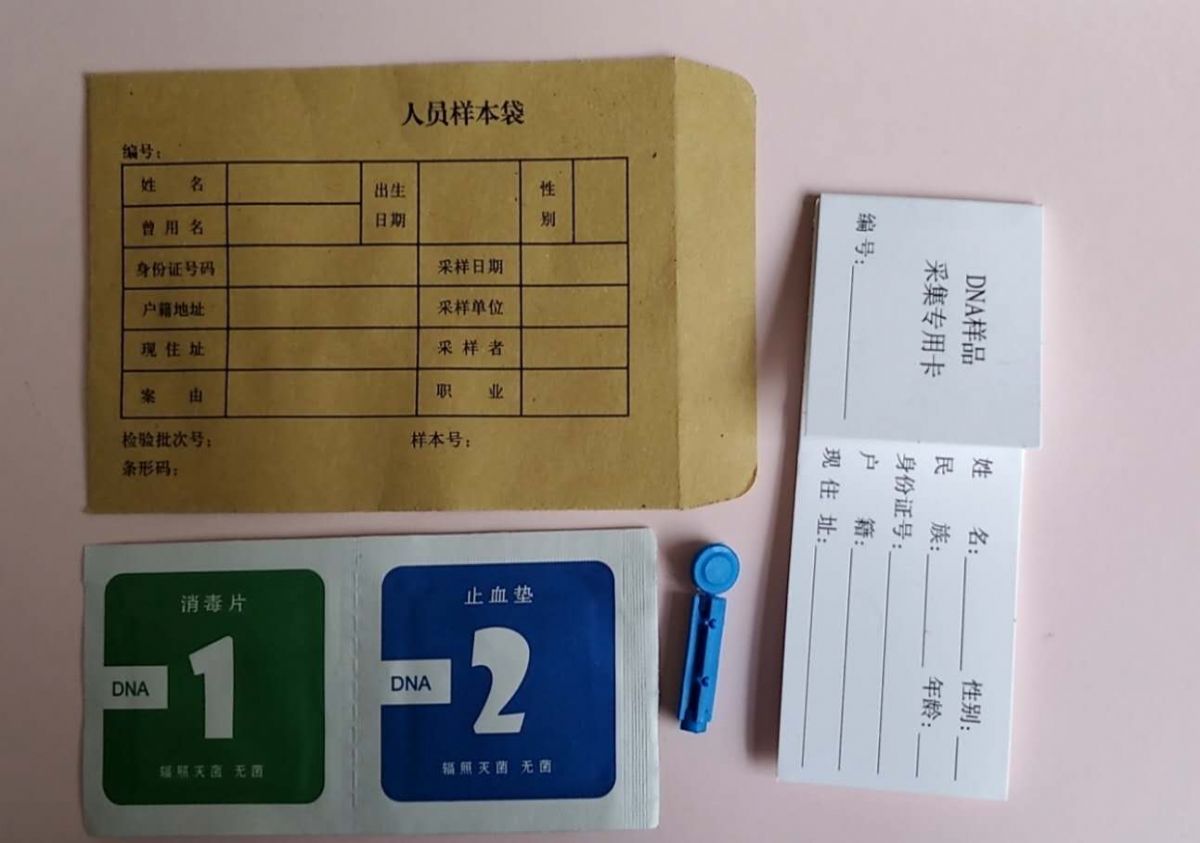 人员样本袋
编号：
姓 名 出生日期 性别
曾用名
身份证号码 采样日期
户籍地址 采样单位
现住址 采样者
案由 职业
检验批次号： 样本号：
条形码：
DNA样品
采集专用卡
编号：
姓 名： 性别：
民 族： 年龄：
身份证号：
户 籍：
现住址：
消毒片
1
DNA
辐照灭菌 无菌
止血垫
2
DNA
辐照灭菌 无菌